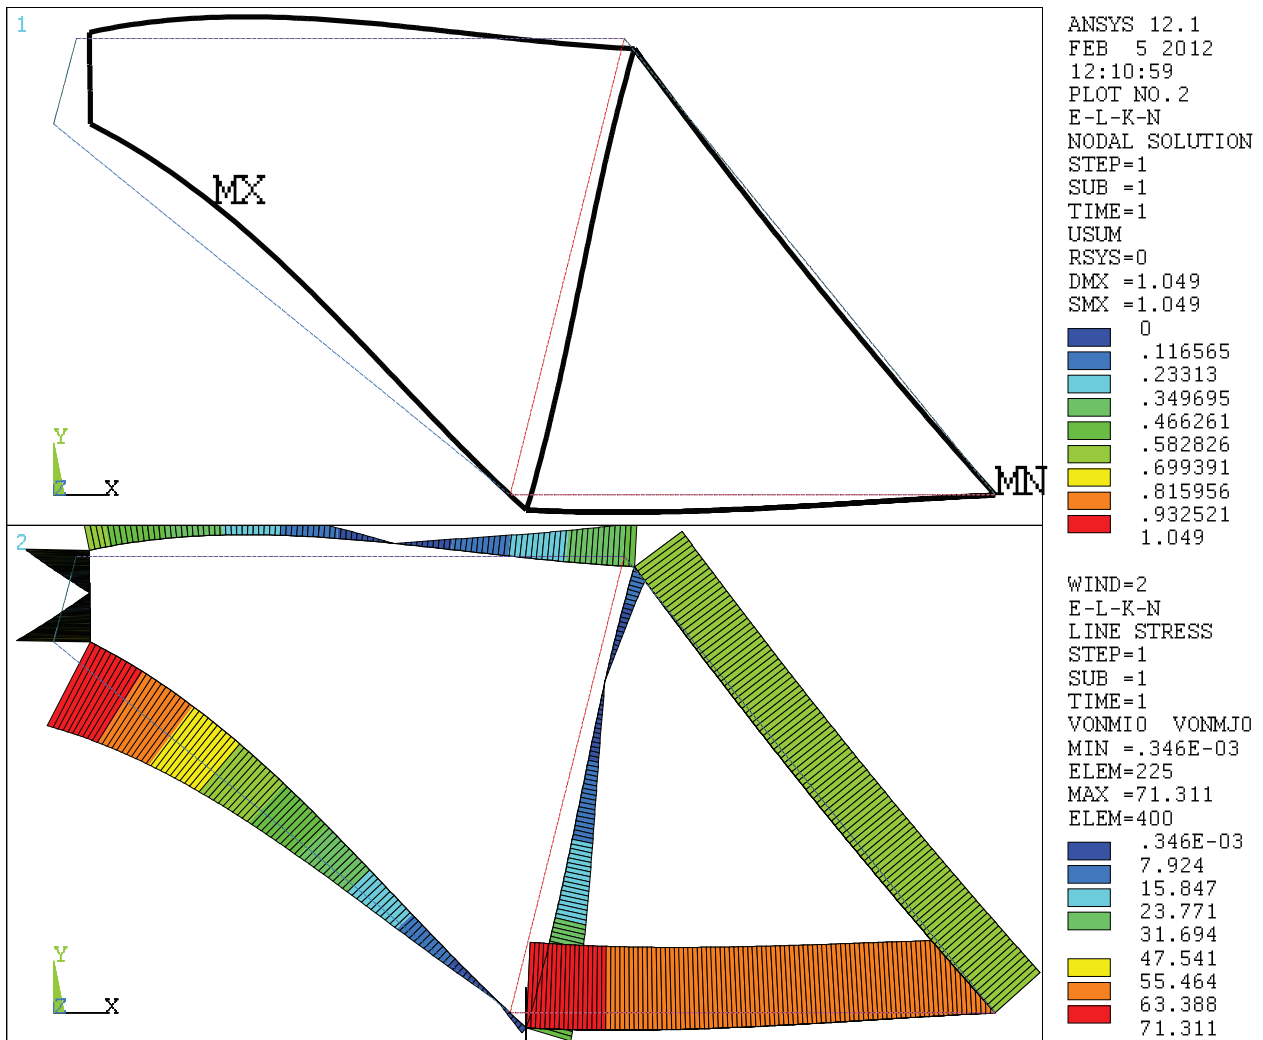 1
MX
MN
Y
Z
X
2
Y
Z
X
ANSYS 12.1
FEB 5 2012
12:10:59
PLOT NO.2
E-L-K-N
NODAL SOLUTION
STEP=1
SUB =1
TIME=1
USUM
RSYS=0
DMX =1.049
SMX =1.049
0
.116565
.23313
.349695
.466261
.582826
.699391
.815956
.932521
1.049
WIND=2
E-L-K-N
LINE STRESS
STEP=1
SUB =1
TIME=1
VONMI0 VONMJ0
MIN =.346E-03
ELEM=225
MAX =71.311
ELEM=400
.346E-03
7.924
15.847
23.771
31.694
47.541
55.464
63.388
71.311